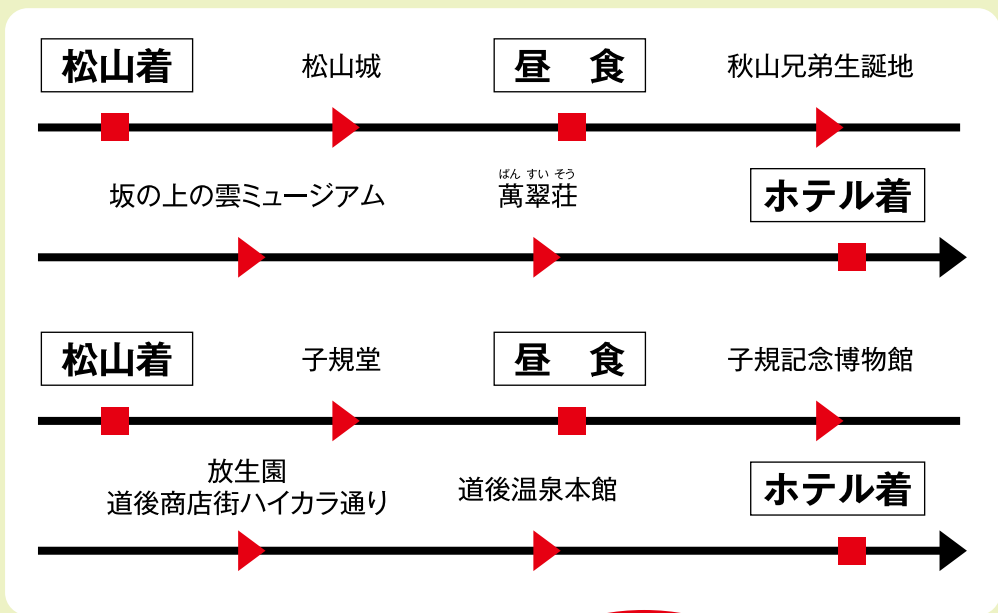 松山着
松山城
昼　食
秋山兄弟生誕地
坂の上の雲ミュージアム
ばん すい そう
萬翠荘
ホテル着
松山着
子規堂
昼　食
子規記念博物館
放生園
道後商店街ハイカラ通り
道後温泉本館
ホテル着